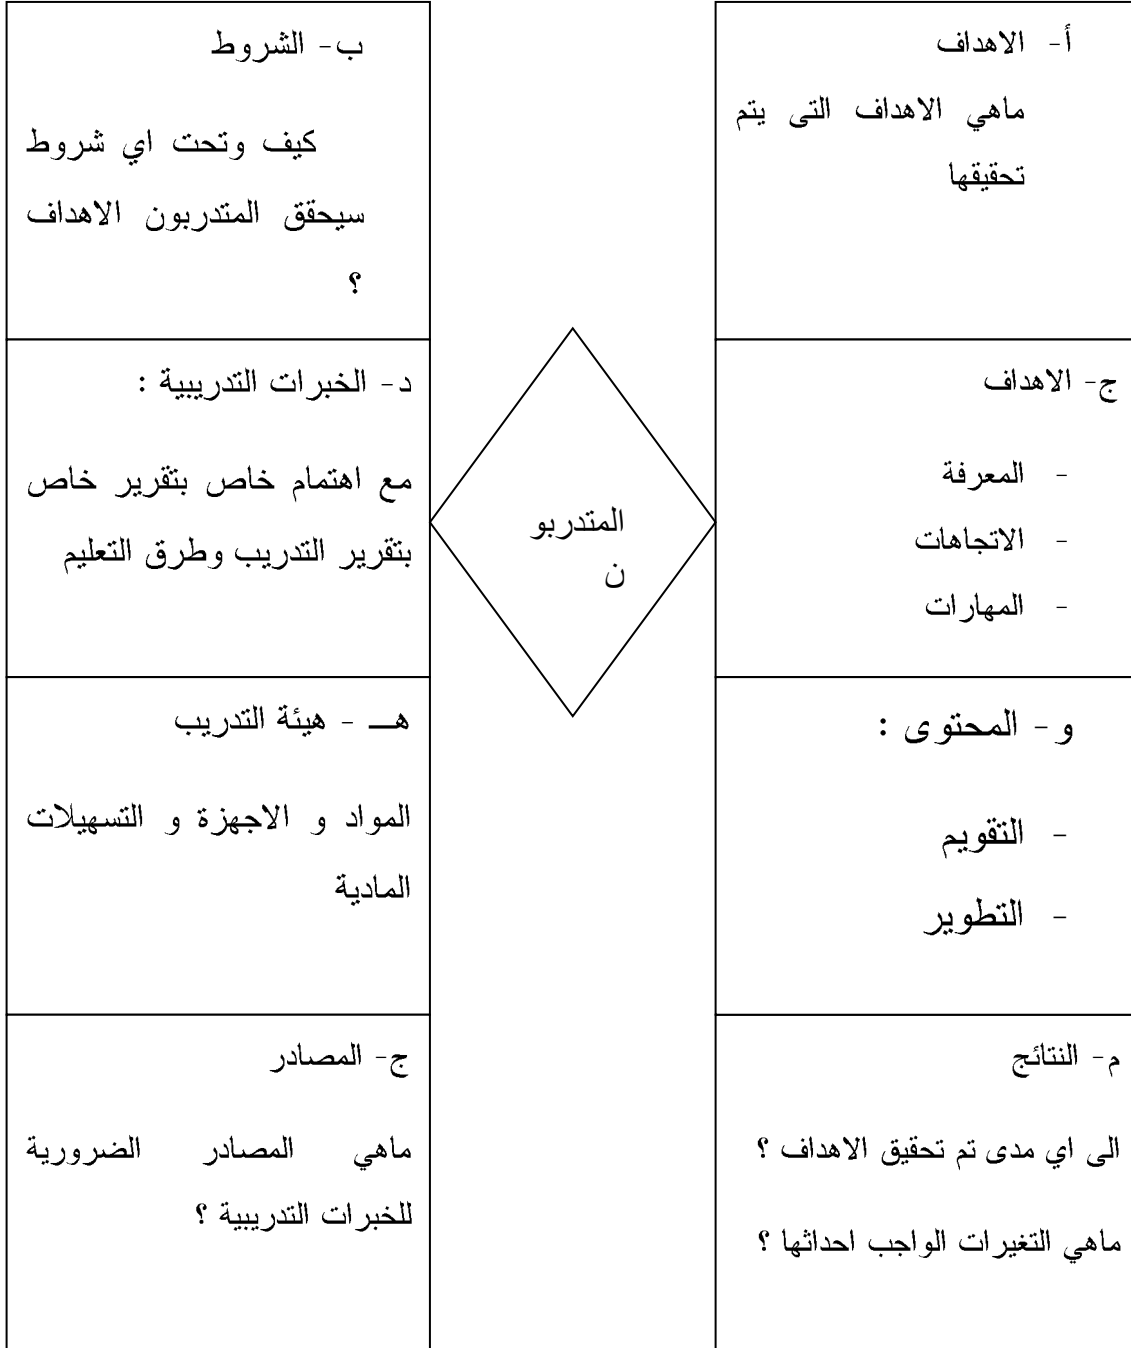 أ- الاهداف
ماهي الاهداف التى يتم
تحقيقها
ب- الشروط
كيف وتحت اي شروط
سيحقق المتدربون الاهداف
؟
ج- الاهداف
- المعرفة
- الاتجاهات
- المهارات
المتدربو
ن
د- الخبرات التدريبية :
مع اهتمام خاص بتقرير خاص
بتقرير التدريب وطرق التعليم
و- المحتوى :
- التقويم
- التطوير
هــ - هيئة التدريب
المواد و الاجهزة و التسهيلات
المادية
م- النتائج
الى اي مدى تم تحقيق الاهداف ؟
ماهي التغيرات الواجب احداثها ؟
ج- المصادر
ماهي المصادر الضرورية
للخبرات التدريبية ؟